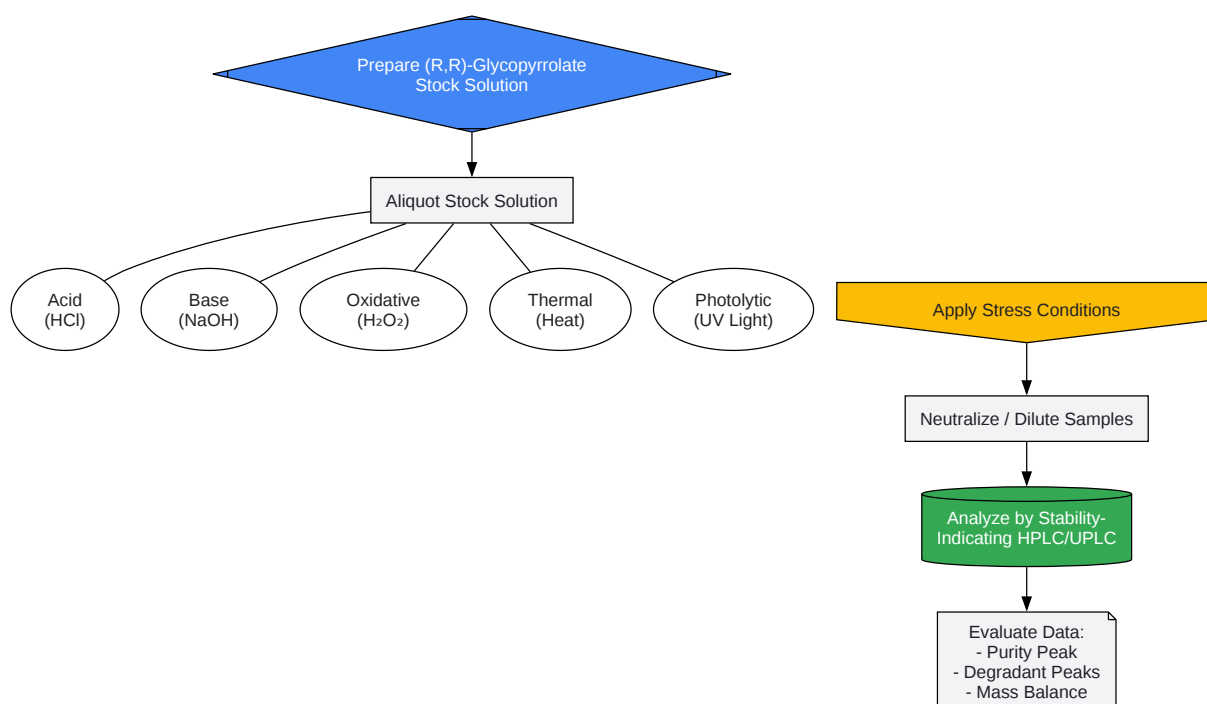 Prepare (R,R)-Glycopyrrolate
Stock Solution
Aliquot Stock Solution
Acid
(HCl)
Base
(NaOH)
Oxidative
(H₂O₂)
Thermal
(Heat)
Photolytic
(UV Light)
Apply Stress Conditions
Neutralize / Dilute Samples
Analyze by Stability-
Indicating HPLC/UPLC
Evaluate Data:
- Purity Peak
- Degradant Peaks
- Mass Balance